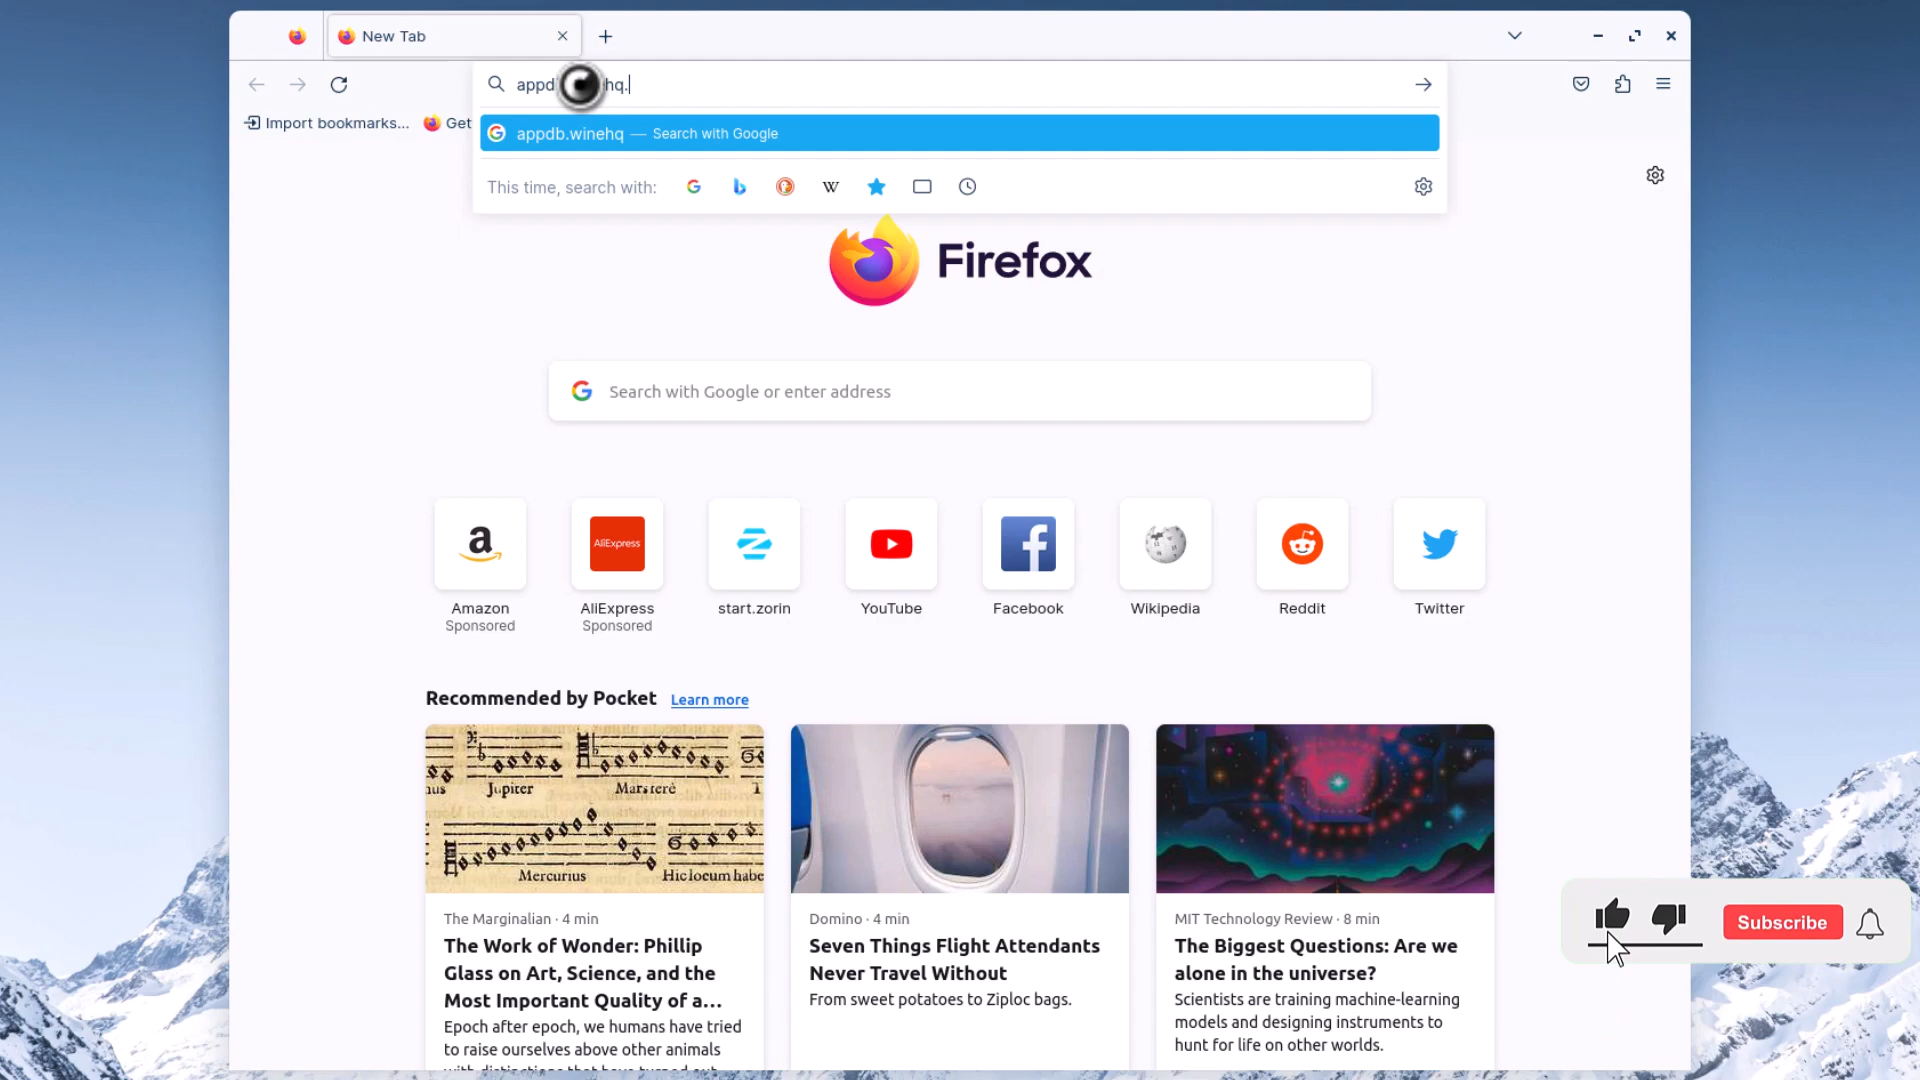 New Tab
appd hq.
Import bookmarks... Get
appdb.winehq — Search with Google
This time, search with:
Firefox
Search with Google or enter address
Amazon
Sponsored
AliExpress
AliExpress
Sponsored
start.zorin
YouTube
Facebook
Wikipedia
Reddit
Twitter
Recommended by Pocket Learn more
Jupiter
Mercurius
The Marginalian · 4 min
The Work of Wonder: Phillip
Glass on Art, Science, and the
Most Important Quality of a...
Epoch after epoch, we humans have tried
to raise ourselves above other animals
Domino · 4 min
Seven Things Flight Attendants
Never Travel Without
From sweet potatoes to Ziploc bags.
MIT Technology Review · 8 min
The Biggest Questions: Are we
alone in the universe?
Scientists are training machine-learning
models and designing instruments to
hunt for life on other worlds.
Subscribe